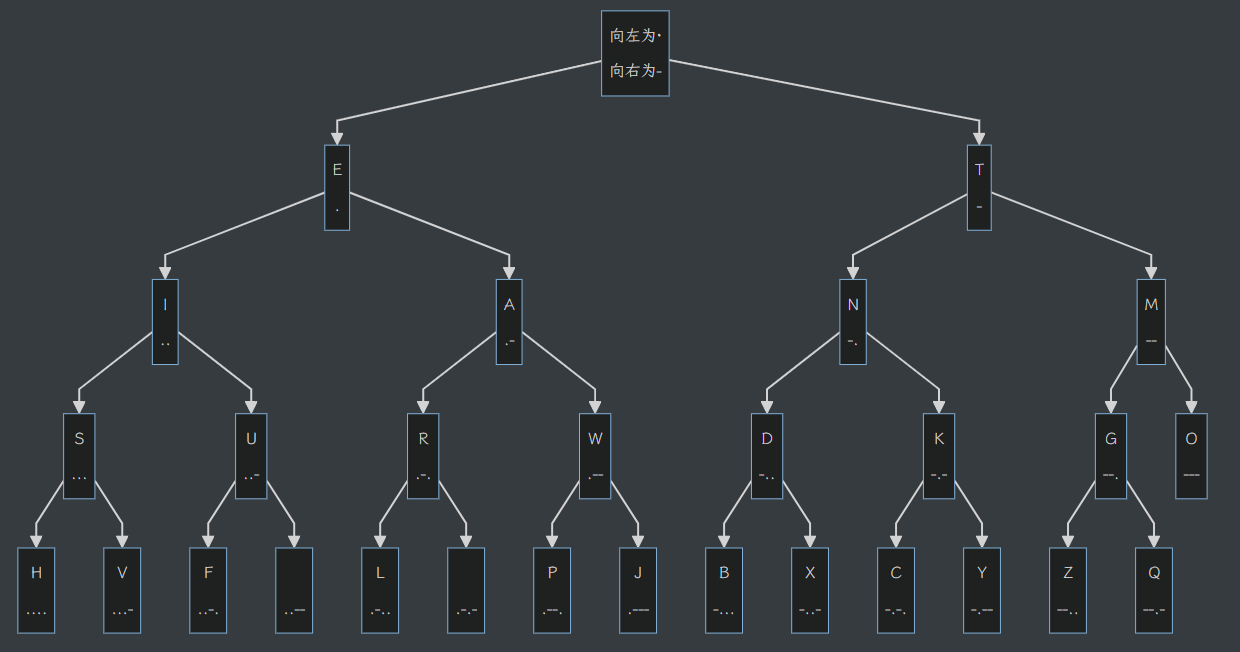 向左为·
向右为-
E
.
T
-
I
..
A
.-
N
-.
M
--
S
...
U
..-
R
.-.
W
.--
D
-..
K
-.-
G
--.
O
---
H
....
V
...-
F
..-.
..--
L
.-..
.-.-
P
.--.
J
.---
B
-...
X
-..-
C
-.-.
Y
-.--
Z
--..
Q
--.-